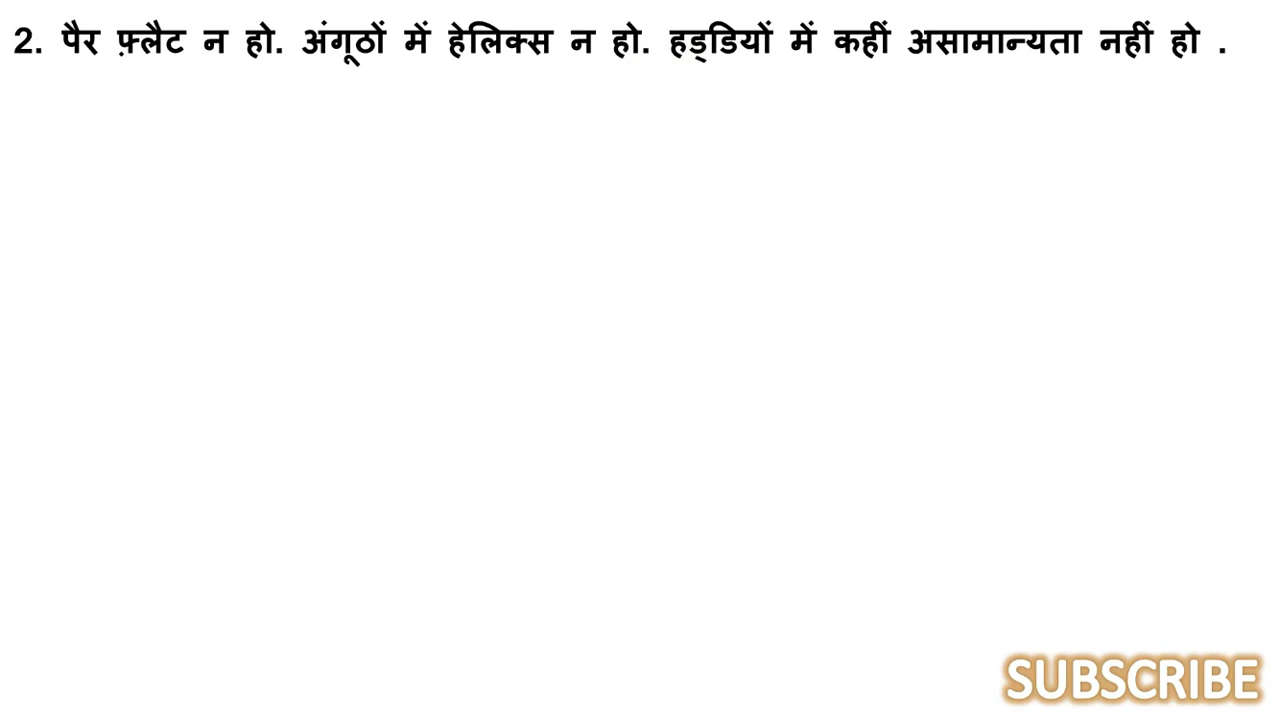 2. पैर फ़्लैट न हो. अंगूठों में हेलिक्स न हो. हड्डियों में कहीं असामान्यता नहीं हो .
SUBSCRIBE